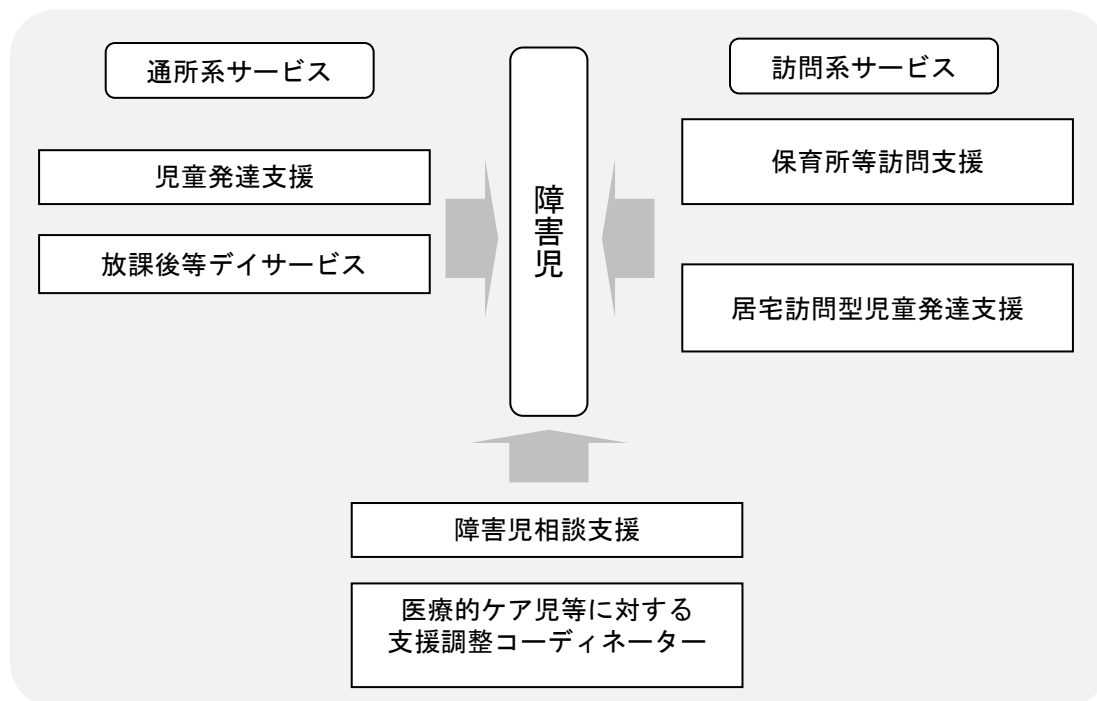 通所系サービス
児童発達支援
放課後等デイサービス
障害児
訪問系サービス
保育所等訪問支援
居宅訪問型児童発達支援
障害児相談支援
医療的ケア児等に対する
支援調整コーディネーター